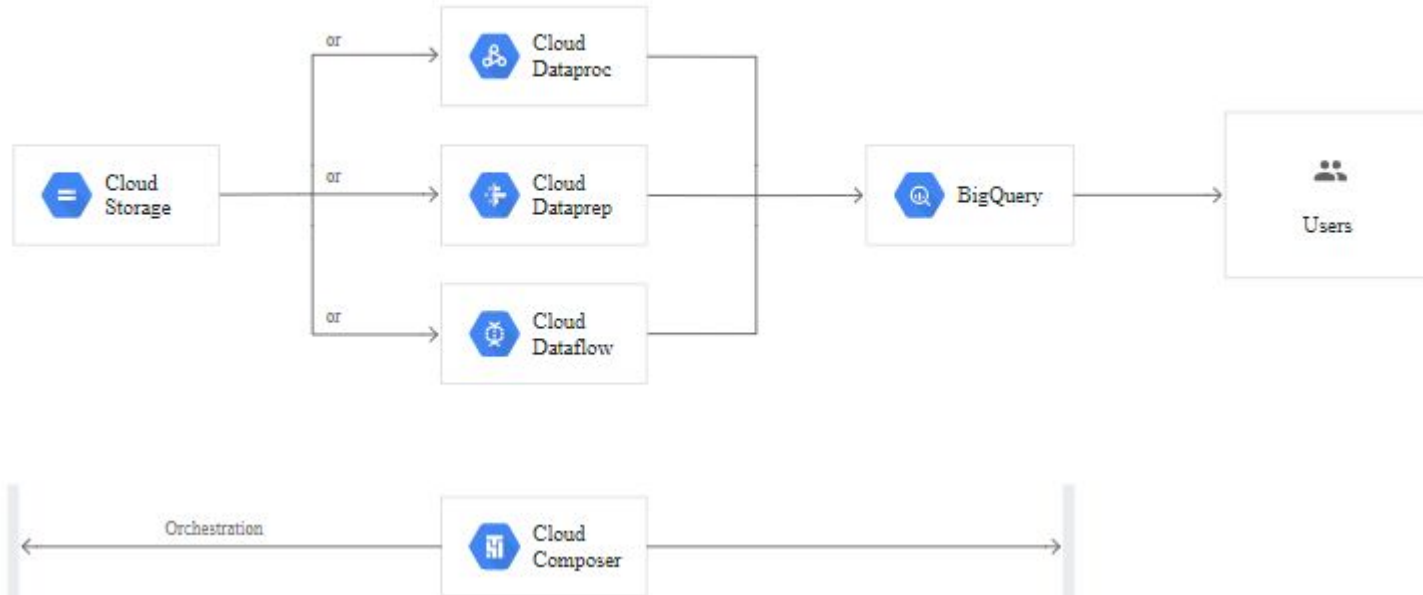 or
Cloud
Dataproc
Cloud
Storage
or
Cloud
Dataprep
BigQuery
Users
or
Cloud
Dataflow
Orchestration
Cloud
Composer